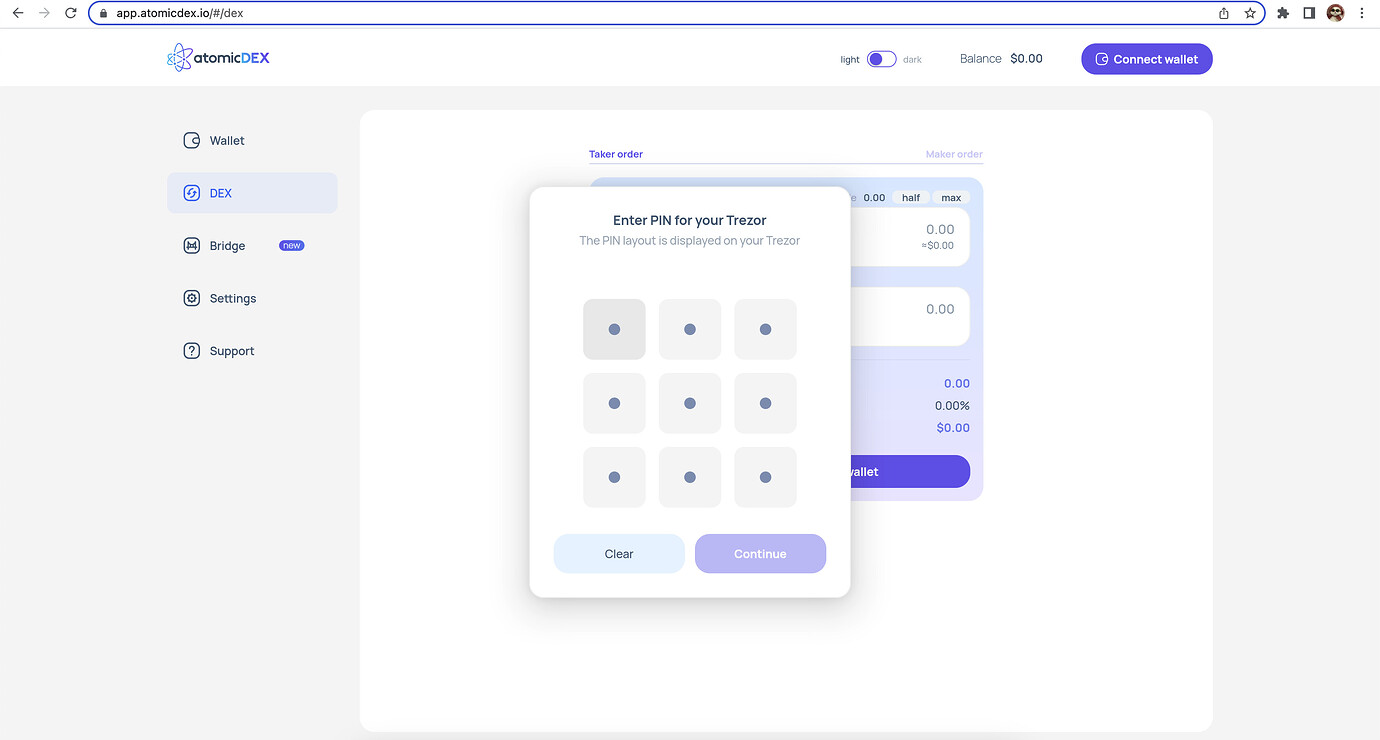 app.atomicdex.io/#/dex
atomicDEX
light dark
Balance $0.00
Connect wallet
Wallet
DEX
Bridge new
Settings
Support
Taker order Maker order
0.00 half max
0.00
≈$0.00
0.00
0.00
0.00%
$0.00
Enter PIN for your Trezor
The PIN layout is displayed on your Trezor
Clear Continue